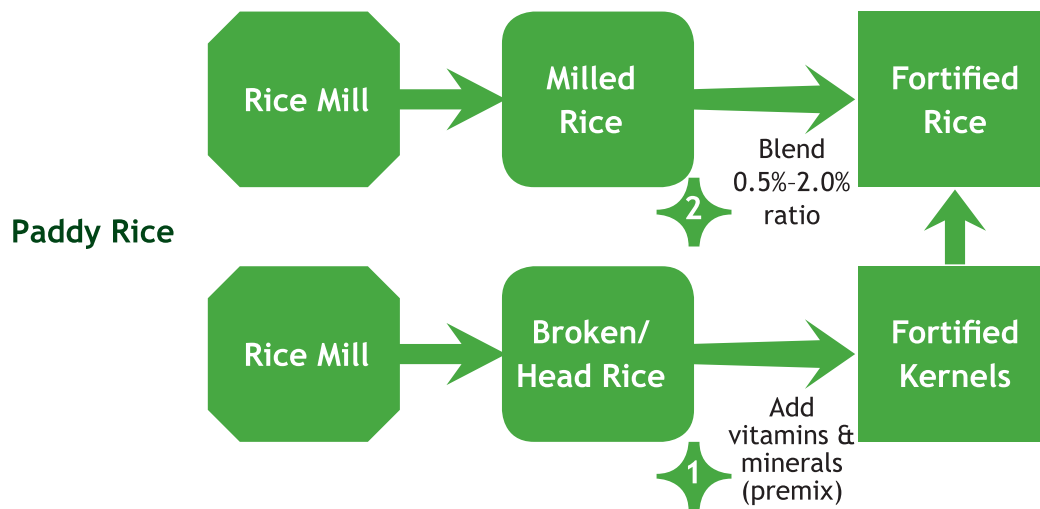 Rice Mill
Milled
Rice
Fortified
Rice
Blend
0.5%–2.0%
ratio
2
Paddy Rice
Rice Mill
Broken/
Head Rice
Fortified
Kernels
Add
vitamins &
minerals
(premix)
1